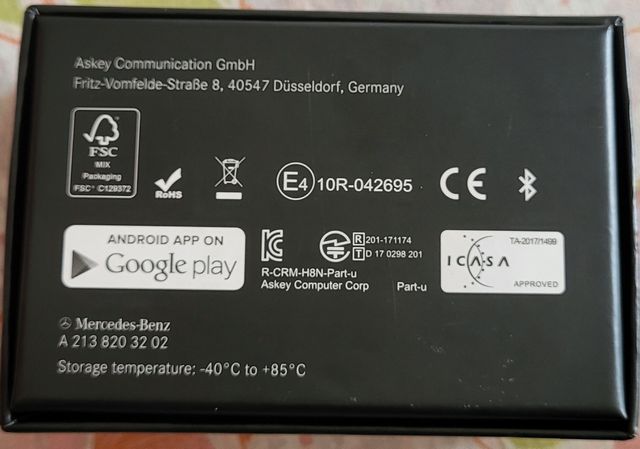 Askey Communication GmbH
Fritz-Vomfelde-Straße 8, 40547 Düsseldorf, Germany
FSC
MIX
Packaging
FSC® C129372
RoHS
E4 10R-042695
CE
ANDROID APP ON
Google play
R 201-171174
T D 17 0298 201
R-CRM-H8N-Part-u
Askey Computer Corp
Part-u
TA-2017/1499
ICASA
APPROVED
Mercedes-Benz
A 213 820 32 02
Storage temperature: -40°C to +85°C